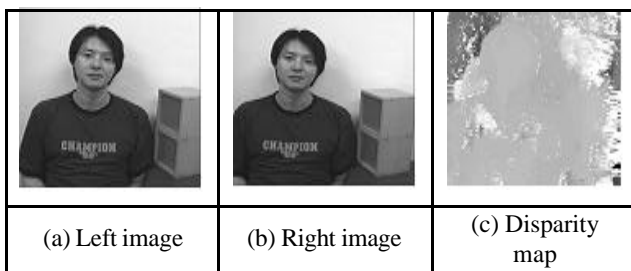 CHAMPION
CHAMPION
(a) Left image
(b) Right image
(c) Disparity
map